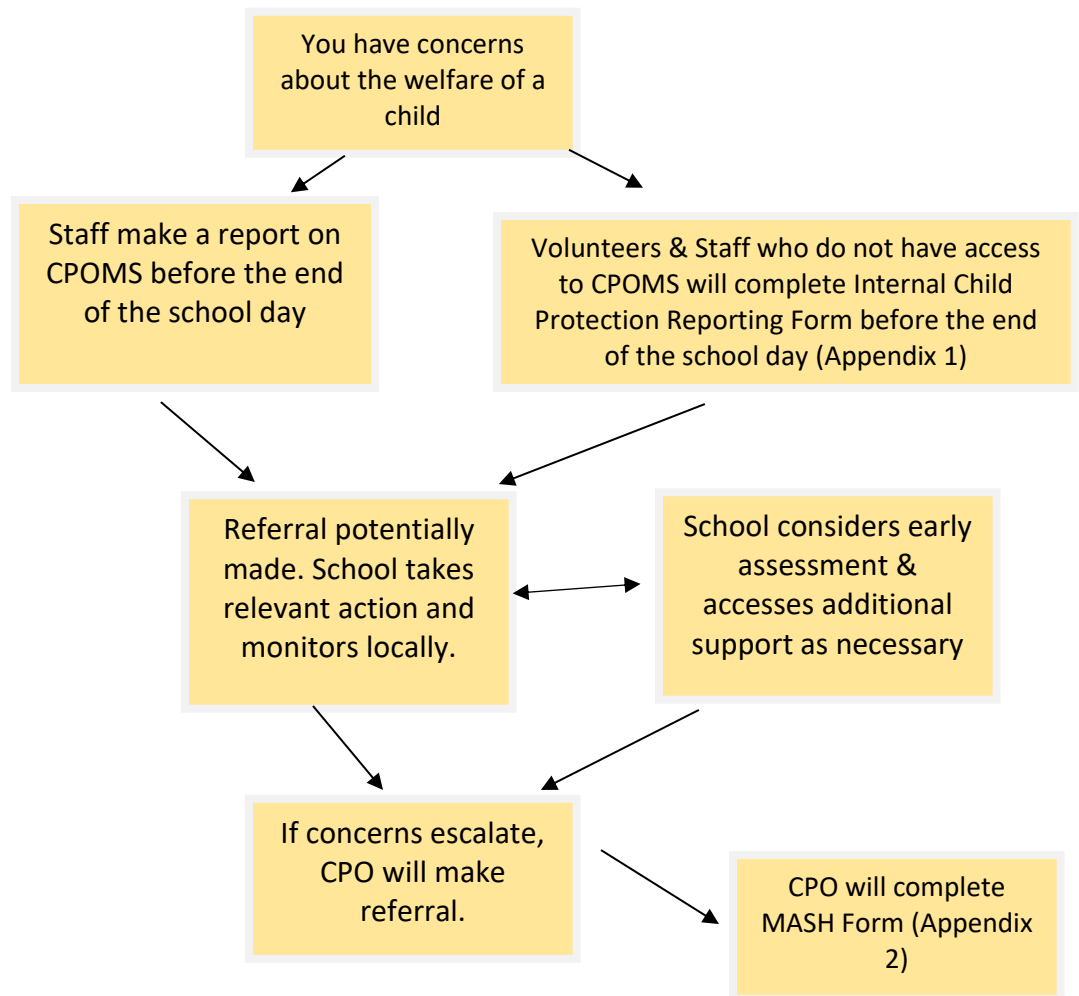 You have concerns
about the welfare of a
child
Staff make a report on
CPOMS before the end
of the school day
Volunteers & Staff who do not have access
to CPOMS will complete Internal Child
Protection Reporting Form before the end
of the school day (Appendix 1)
Referral potentially
made. School takes
relevant action and
monitors locally.
School considers early
assessment &
accesses additional
support as necessary
If concerns escalate,
CPO will make
referral.
CPO will complete
MASH Form (Appendix
2)